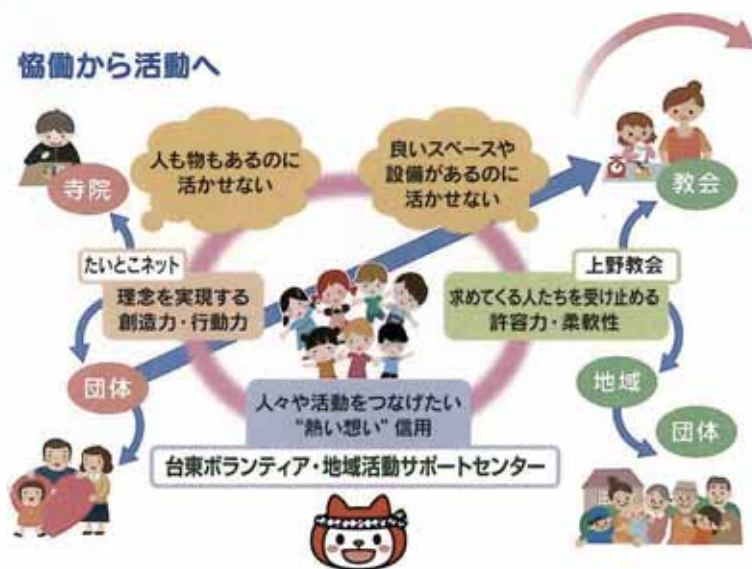 恊働から活動へ
人も物もあるのに
活かせない
良いスペースや
設備があるのに
活かせない
寺院
教会
たいとこネット
理念を実現する
創造力・行動力
上野教会
求めてくる人たちを受け止める
許容力・柔軟性
団体
地域
人々や活動をつなげたい
“熱い想い”信用
団体
台東ボランティア・地域活動サポートセンター